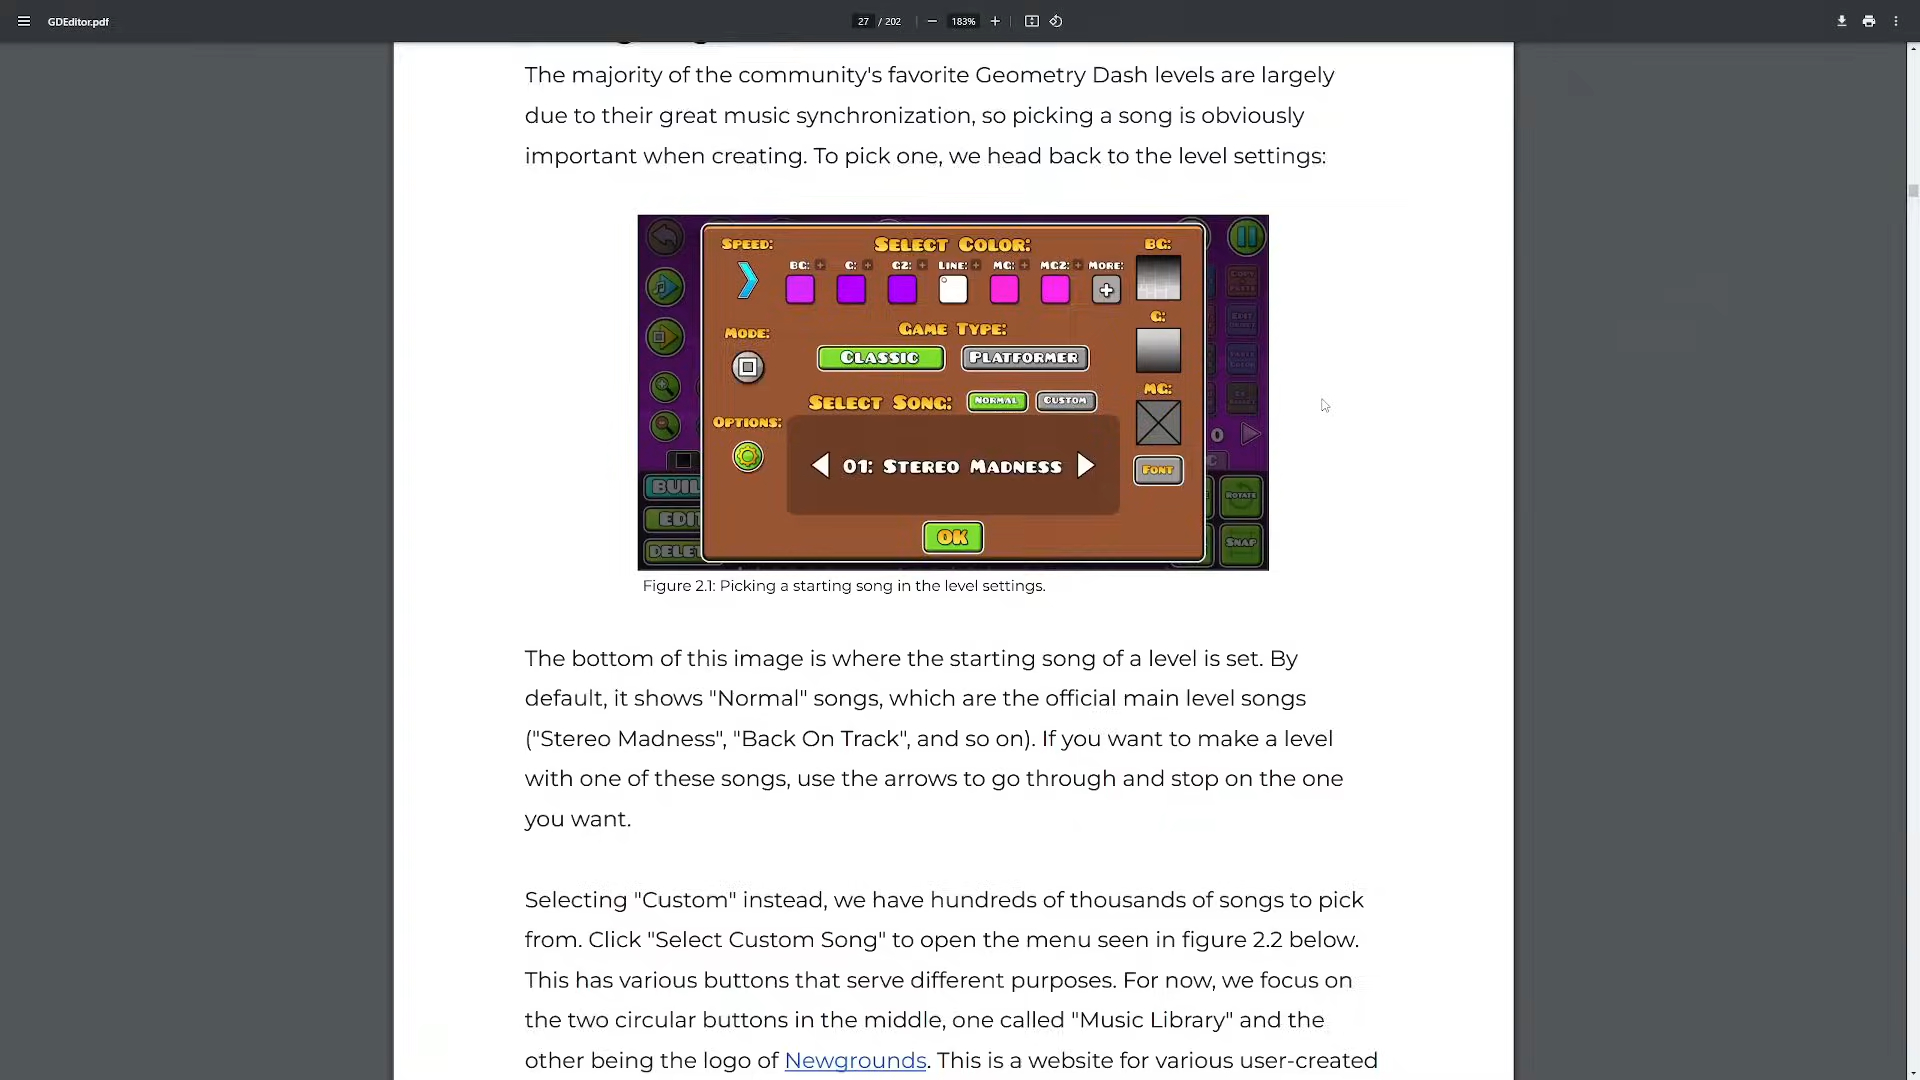 GDEditor.pdf
27 / 202
183%
The majority of the community's favorite Geometry Dash levels are largely
due to their great music synchronization, so picking a song is obviously
important when creating. To pick one, we head back to the level settings:
SPEED:
SELECT COLOR:
BG:
BG: G: G2: LINE: MG: MG2: MORE:
G:
MODE:
GAME TYPE:
CLASSIC PLATFORMER
MG:
SELECT SONG: NORMAL CUSTOM
OPTIONS:
01: STEREO MADNESS
FONT
OK
COPY
EDIT
ROTATE
SNAP
0
BUIL
EDI
DELE
Figure 2.1: Picking a starting song in the level settings.
The bottom of this image is where the starting song of a level is set. By
default, it shows "Normal" songs, which are the official main level songs
("Stereo Madness", "Back On Track", and so on). If you want to make a level
with one of these songs, use the arrows to go through and stop on the one
you want.
Selecting "Custom" instead, we have hundreds of thousands of songs to pick
from. Click "Select Custom Song" to open the menu seen in figure 2.2 below.
This has various buttons that serve different purposes. For now, we focus on
the two circular buttons in the middle, one called "Music Library" and the
other being the logo of Newgrounds. This is a website for various user-created